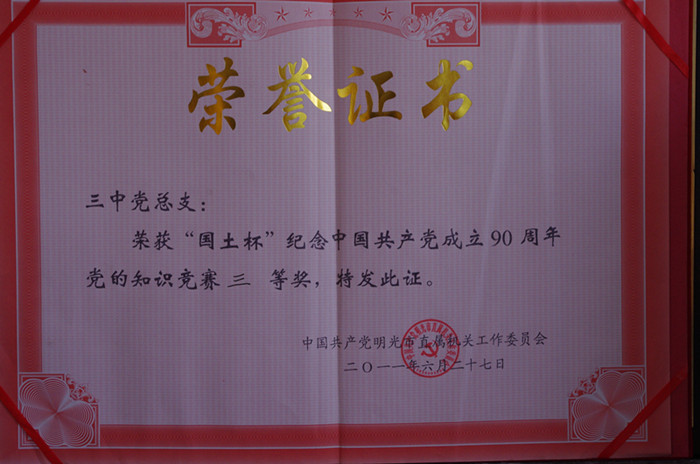 荣誉证书
三中党总支：
荣获“国土杯”纪念中国共产党成立90周年
党的知识竞赛 三 等奖，特发此证。
中国共产党明光市直属机关工作委员会
二〇一一年六月二十七日